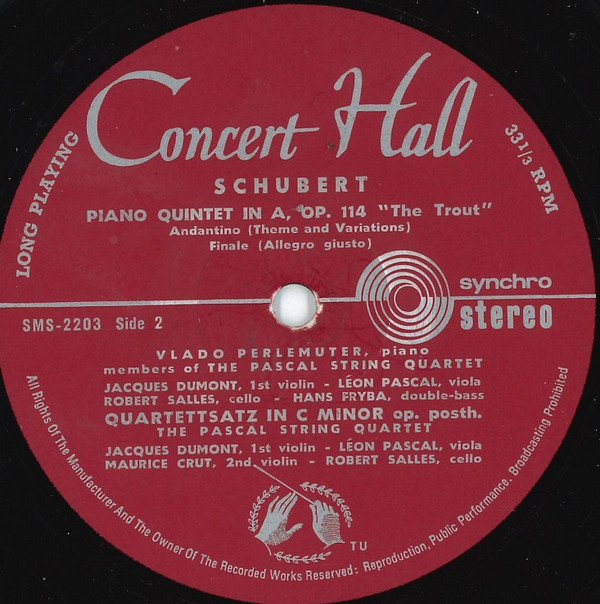 Concert Hall
LONG PLAYING
33 1/3 RPM
SCHUBERT
PIANO QUINTET IN A, OP. 114 "The Trout"
Andantino (Theme and Variations)
Finale (Allegro giusto)
synchro
stereo
SMS-2203 Side 2
VLADO PERLEMUTER, piano
members of THE PASCAL STRING QUARTET
JACQUES DUMONT, 1st violin - LÉON PASCAL, viola
ROBERT SALLES, cello - HANS FRYBA, double-bass
QUARTETTSATZ IN C MINOR op. posth.
THE PASCAL STRING QUARTET
JACQUES DUMONT, 1st violin - LÉON PASCAL, viola
MAURICE CRUT, 2nd violin - ROBERT SALLES, cello
TU
All Rights Of The Manufacturer And The Owner Of The Recorded Works Reserved: Reproduction, Public Performance, Broadcasting Prohibited